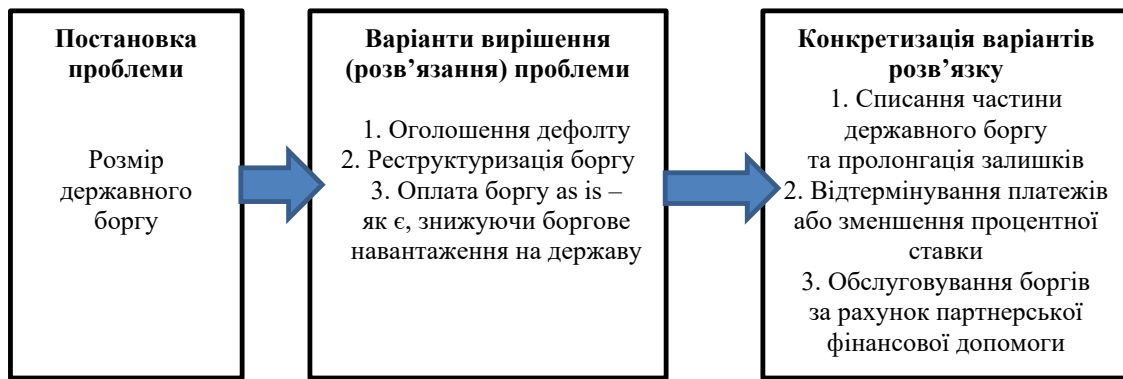 Постановка
проблеми
Розмір
державного
боргу
Варіанти вирішення
(розв’язання) проблеми
1. Оголошення дефолту
2. Реструктуризація боргу
3. Оплата боргу as is –
як є, знижуючи боргове
навантаження на державу
Конкретизація варіантів
розв’язку
1. Списання частини
державного боргу
та пролонгація залишків
2. Відтермінування платежів
або зменшення процентної
ставки
3. Обслуговування боргів
за рахунок партнерської
фінансової допомоги